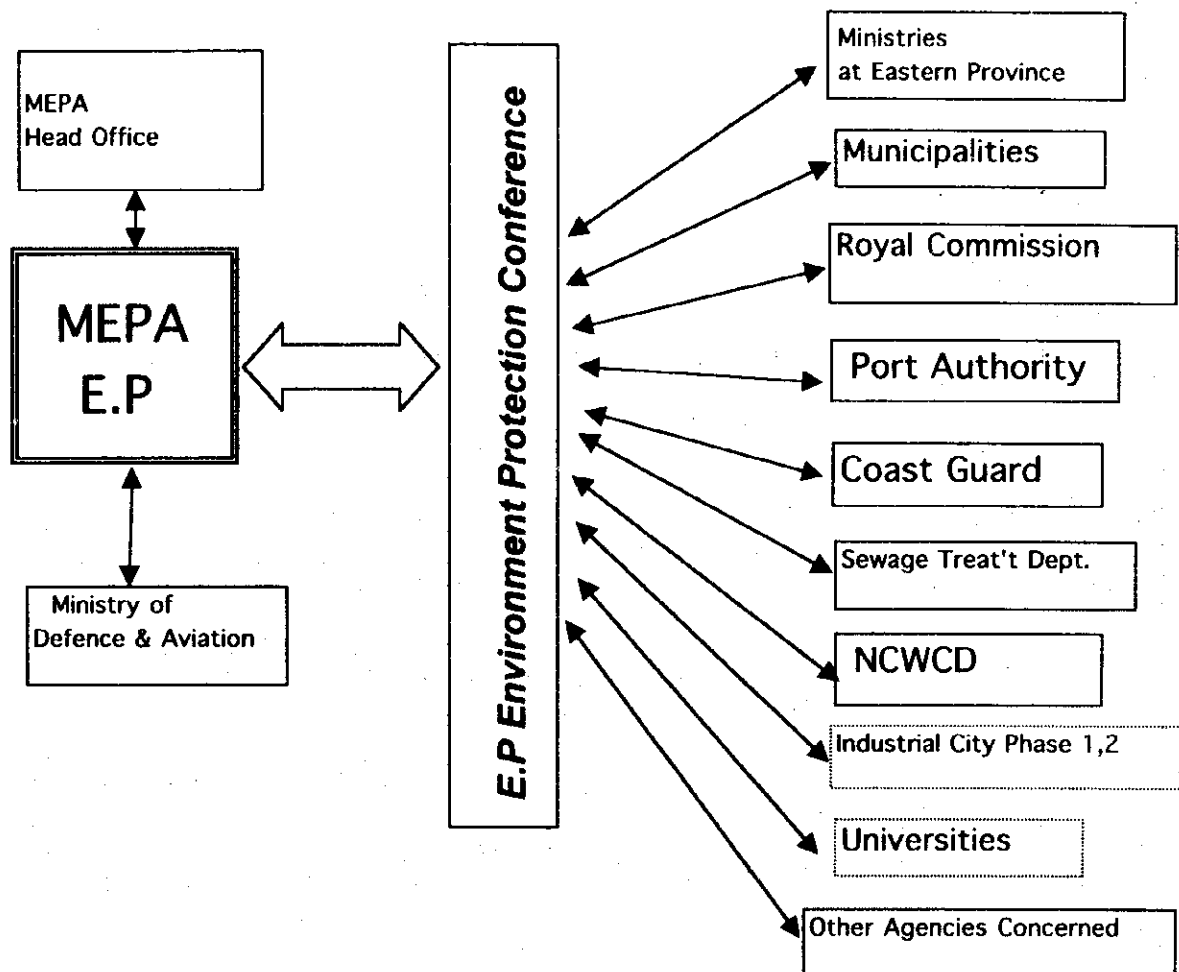 MEPA
Head Office
MEPA
E.P
Ministry of
Defence & Aviation
E.P Environment Protection Conference
Ministries
at Eastern Province
Municipalities
Royal Commission
Port Authority
Coast Guard
Sewage Treat't Dept.
NCWCD
Industrial City Phase 1,2
Universities
Other Agencies Concerned